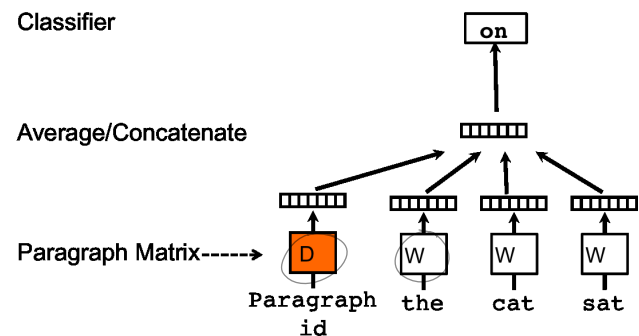 Classifier
on
Average/Concatenate
Paragraph Matrix
D
W
W
W
Paragraph
id
the
cat
sat